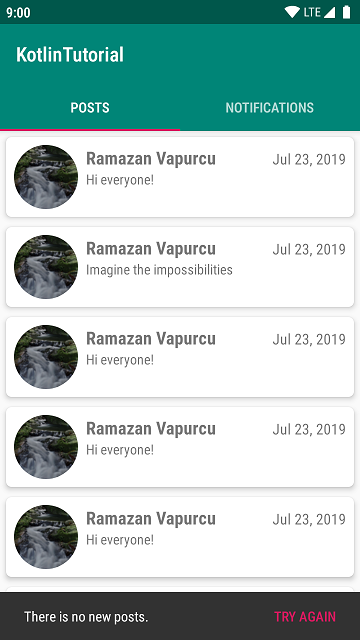 9:00 LTE
KotlinTutorial
POSTS NOTIFICATIONS
Ramazan Vapurcu Jul 23, 2019
Hi everyone!
Ramazan Vapurcu Jul 23, 2019
Imagine the impossibilities
Ramazan Vapurcu Jul 23, 2019
Hi everyone!
Ramazan Vapurcu Jul 23, 2019
Hi everyone!
Ramazan Vapurcu Jul 23, 2019
Hi everyone!
There is no new posts. TRY AGAIN